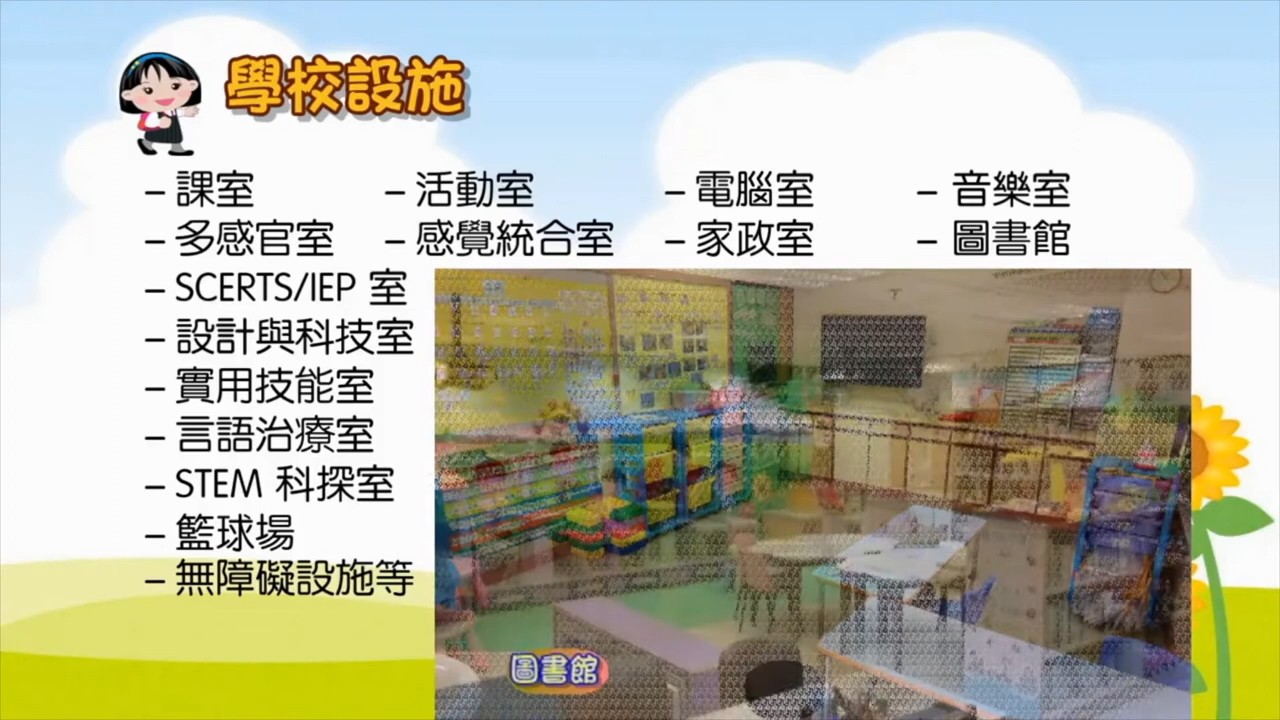 學校設施
– 課室 – 活動室 – 電腦室 – 音樂室
– 多感官室 – 感覺統合室 – 家政室 – 圖書館
– SCERTS/IEP 室
– 設計與科技室
– 實用技能室
– 言語治療室
– STEM 科探室
– 籃球場
– 無障礙設施等
圖書館